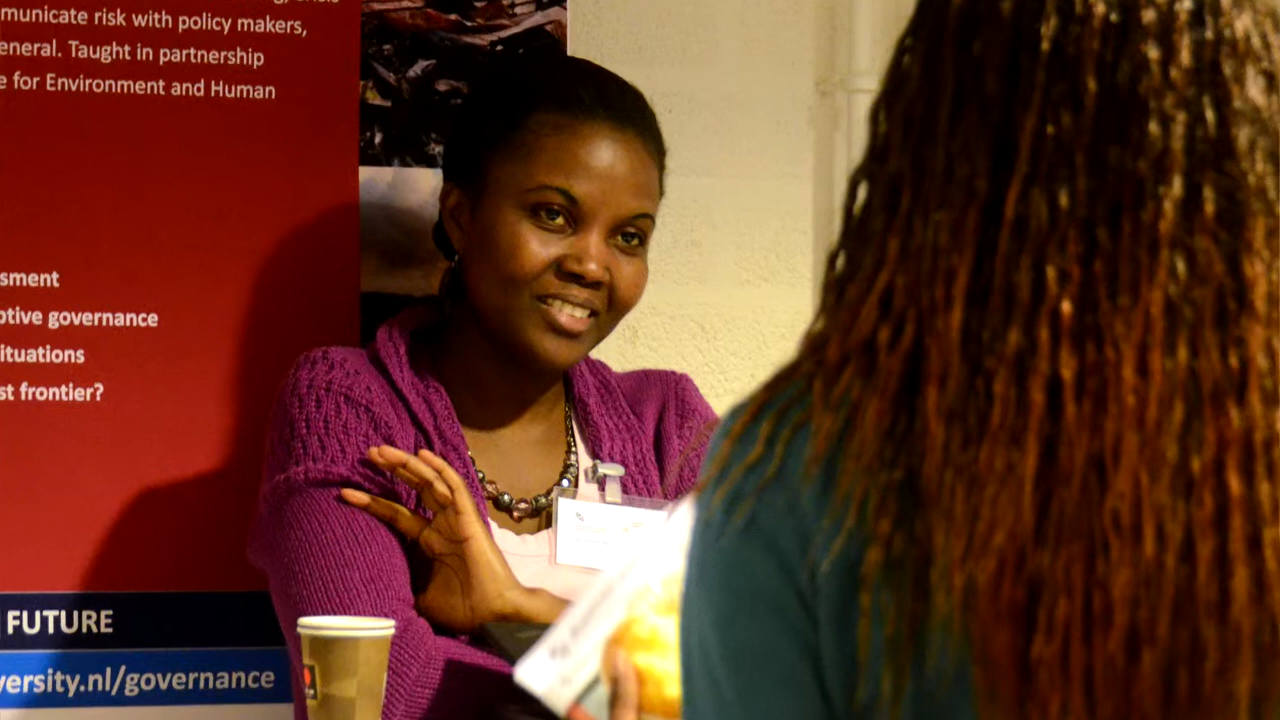 municate risk with policy makers,
eneral. Taught in partnership
e for Environment and Human
sment
ptive governance
ituations
st frontier?
FUTURE
versity.nl/governance